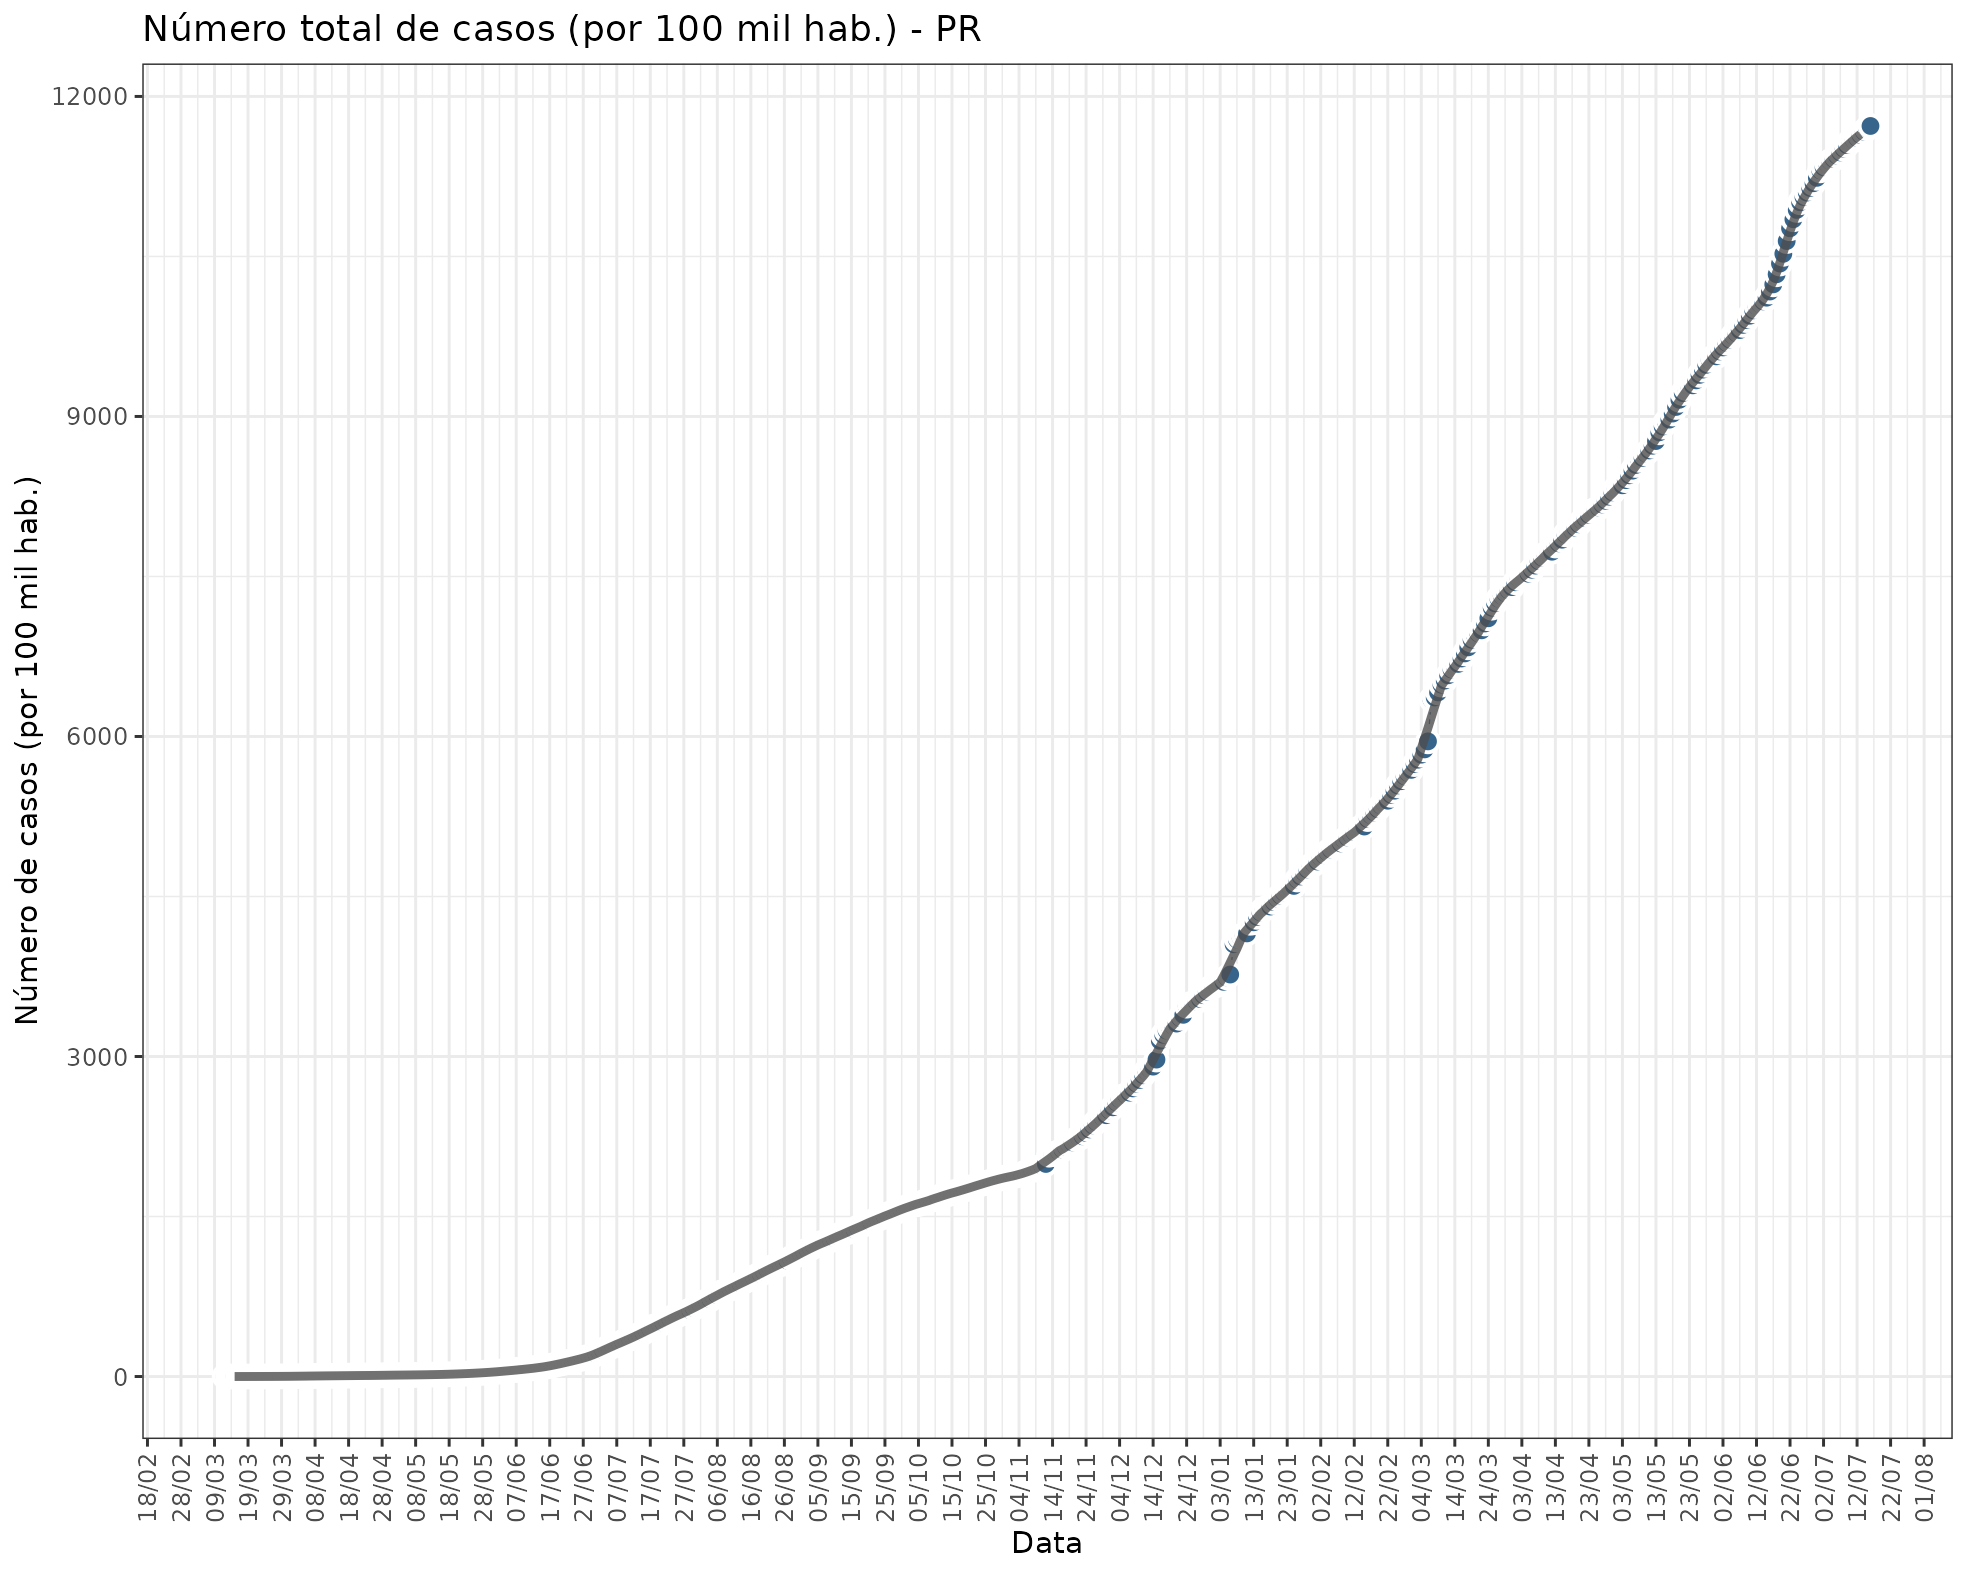 Número total de casos (por 100 mil hab.) - PR
Número de casos (por 100 mil hab.)
12000
9000
6000
3000
0
18/02 28/02 09/03 19/03 29/03 08/04 18/04 28/04 08/05 18/05 28/05 07/06 17/06 27/06 07/07 17/07 27/07 06/08 16/08 26/08 05/09 15/09 25/09 05/10 15/10 25/10 04/11 14/11 24/11 04/12 14/12 24/12 03/01 13/01 23/01 02/02 12/02 22/02 04/03 14/03 24/03 03/04 13/04 23/04 03/05 13/05 23/05 02/06 12/06 22/06 02/07 12/07 22/07 01/08
Data